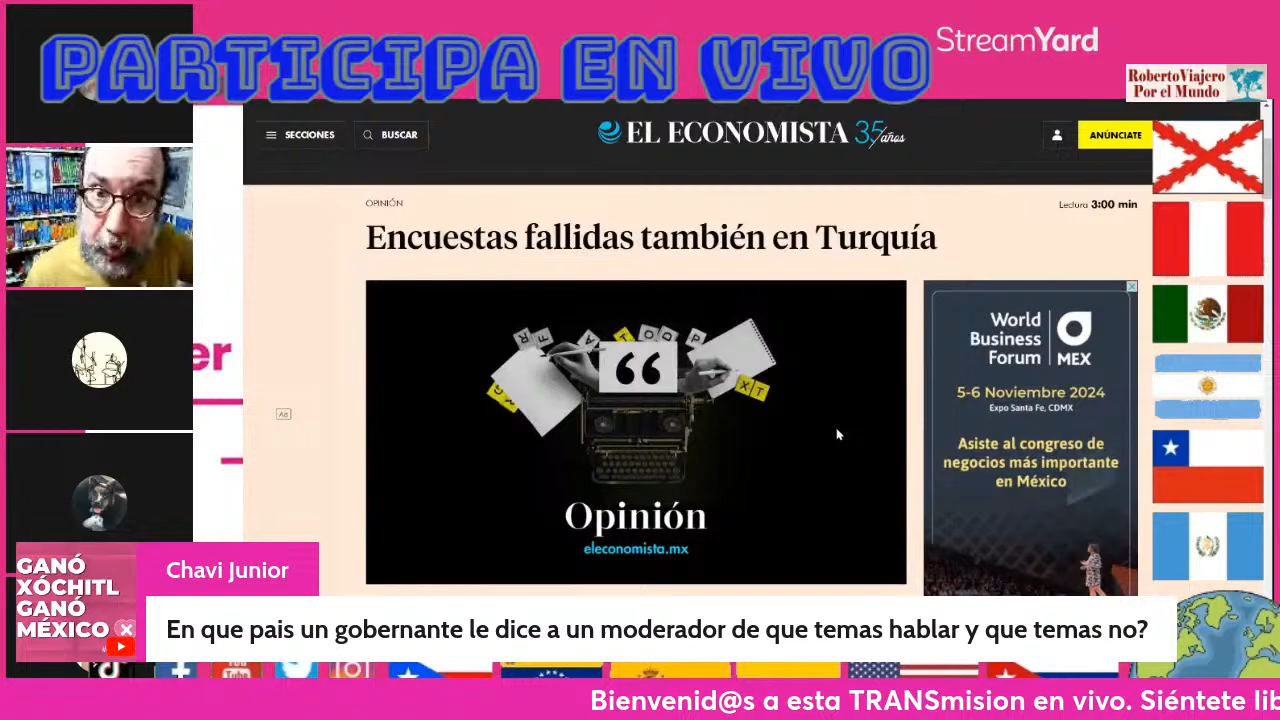 PARTICIPA EN VIVO
StreamYard
RobertoViajero
Por el Mundo
SECCIONES
BUSCAR
EL ECONOMISTA 35 años
ANÚNCIATE
OPINIÓN
Lectura 3:00 min
Encuestas fallidas también en Turquía
er
Ad
Opinión
eleconomista.mx
World
Business
Forum
MEX
5-6 Noviembre 2024
Expo Santa Fe, CDMX
Asiste al congreso de
negocios más importante
en México
GANÓ
XÓCHITL
GANÓ
MÉXICO
Chavi Junior
En que pais un gobernante le dice a un moderador de que temas hablar y que temas no?
Bienvenid@s a esta TRANSmision en vivo. Siéntete lib